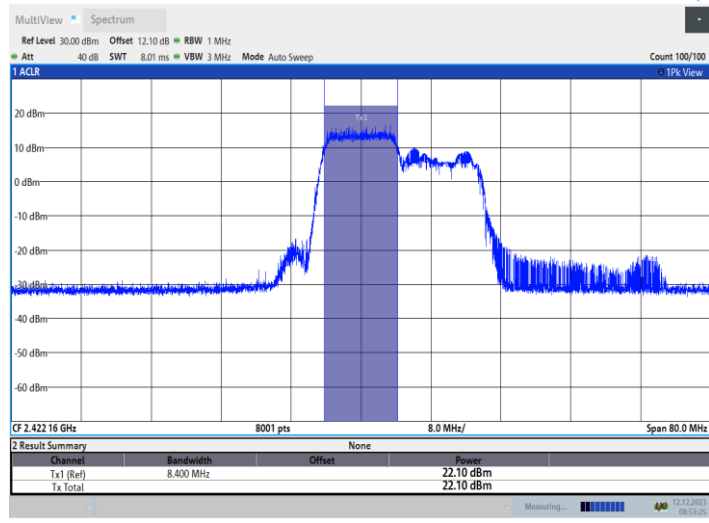 MultiView Spectrum
Ref Level 30.00 dBm Offset 12.10 dB RBW 1 MHz
Att 40 dB SWT 8.01 ms VBW 3 MHz Mode Auto Sweep Count 100/100
1 ACLR 1Pk View
Tx1
20 dBm
10 dBm
0 dBm
-10 dBm
-20 dBm
-30 dBm
-40 dBm
-50 dBm
-60 dBm
CF 2.422 16 GHz 8001 pts 8.0 MHz/ Span 80.0 MHz
2 Result Summary None
Channel Bandwidth Offset Power
Tx1 (Ref) 8.400 MHz 22.10 dBm
Tx Total 22.10 dBm
Measuring... 12.12.2023
08:53:25